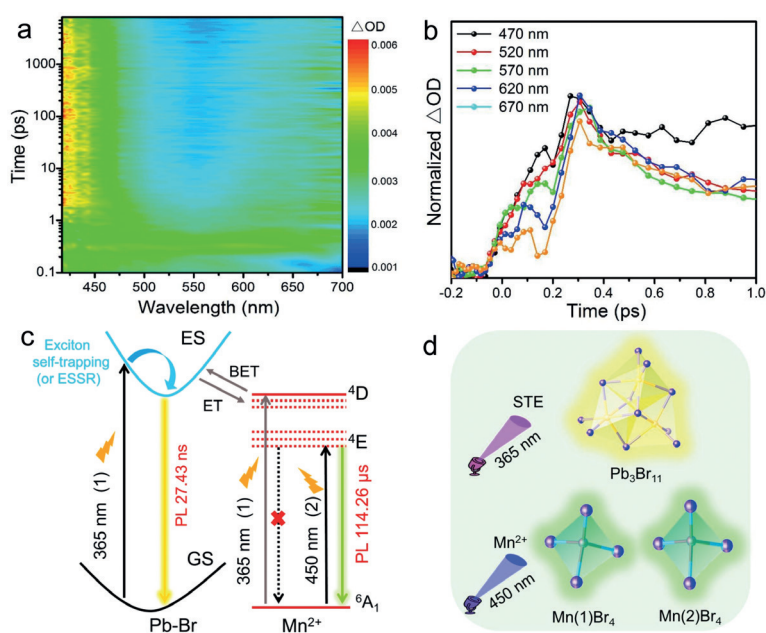 a
△OD
0.006
0.005
0.004
0.003
0.002
0.001
Time (ps)
1000
100
10
1
0.1
450 500 550 600 650 700
Wavelength (nm)
b
470 nm
520 nm
570 nm
620 nm
670 nm
Normalized △OD
-0.2 0.0 0.2 0.4 0.6 0.8 1.0
Time (ps)
c
ES
Exciton
self-trapping
(or ESSR)
BET
ET
⁴D
⁴E
365 nm (1)
PL 27.43 ns
365 nm (1)
450 nm (2)
PL 114.26 μs
GS
⁶A₁
Pb-Br
Mn²⁺
d
STE
365 nm
Pb₃Br₁₁
Mn²⁺
450 nm
Mn(1)Br₄
Mn(2)Br₄